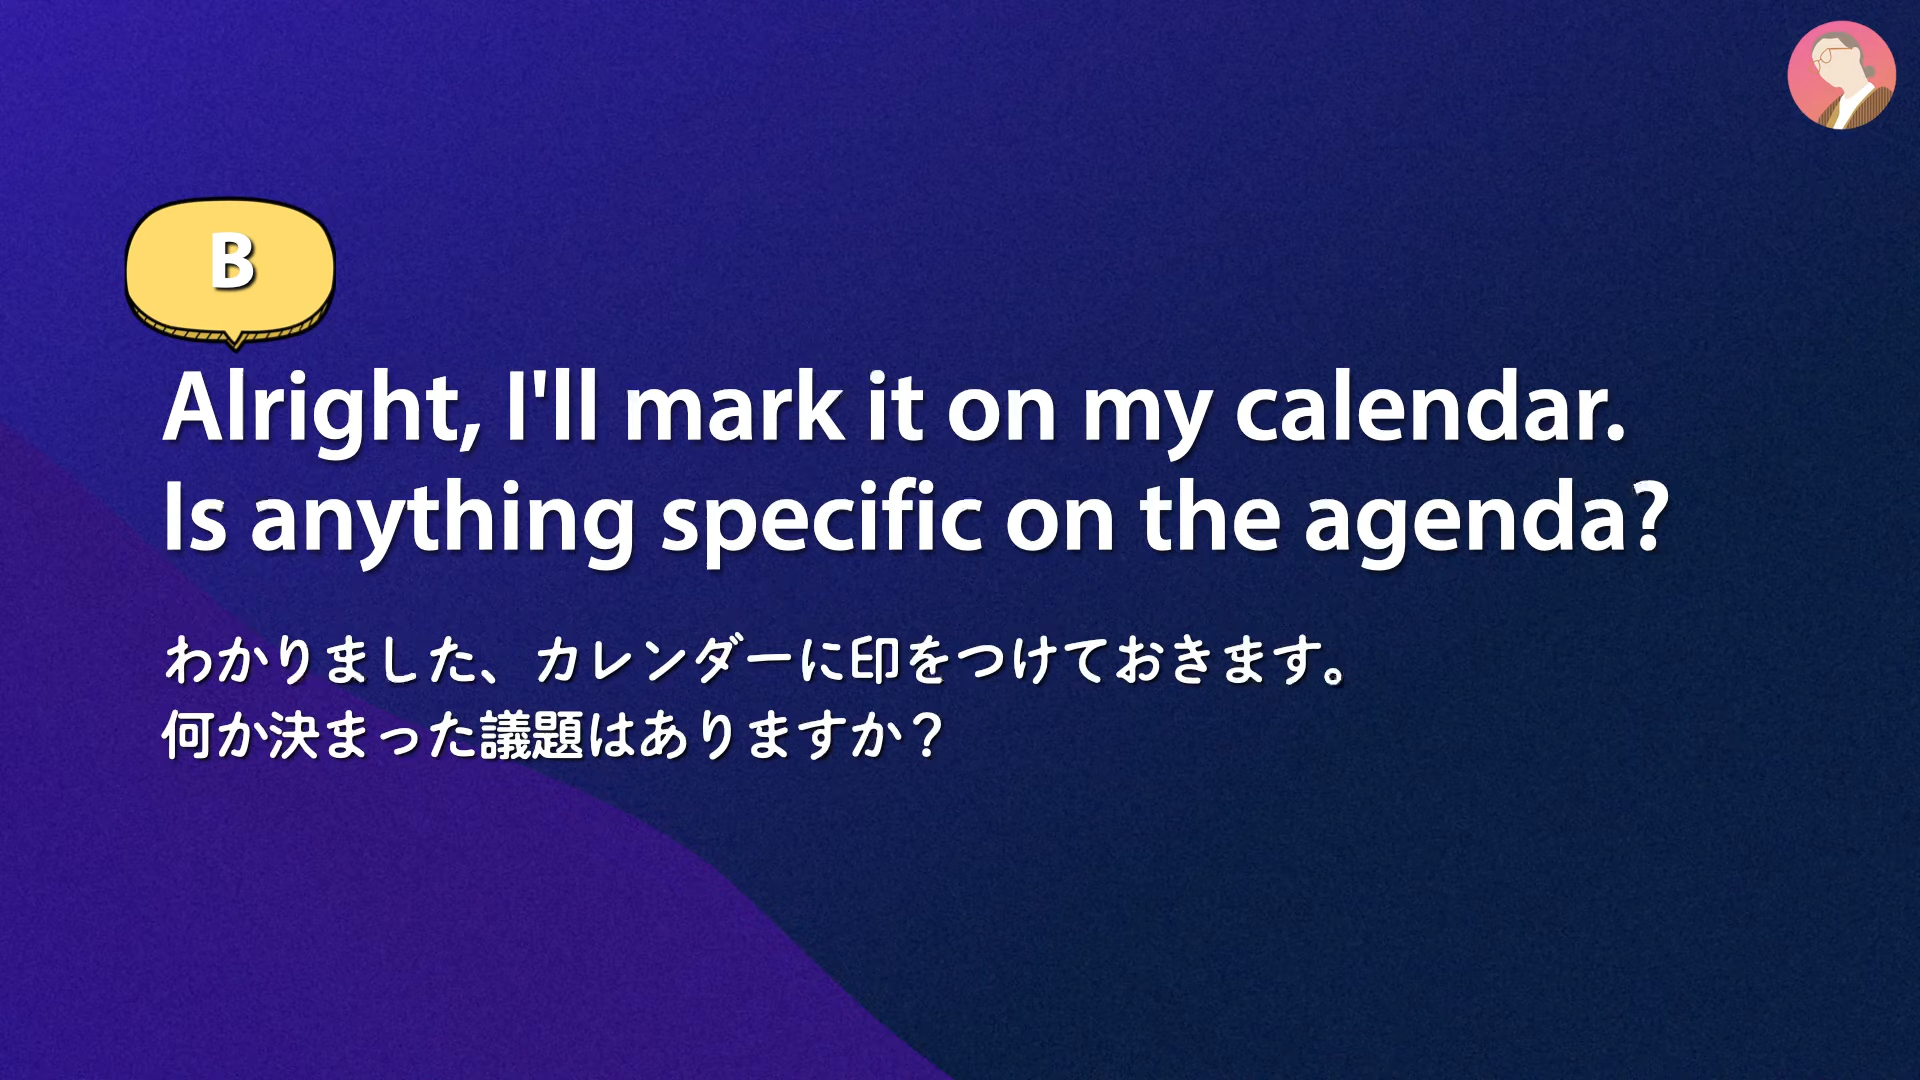 B
Alright, I'll mark it on my calendar.
Is anything specific on the agenda?
わかりました、カレンダーに印をつけておきます。
何か決まった議題はありますか？